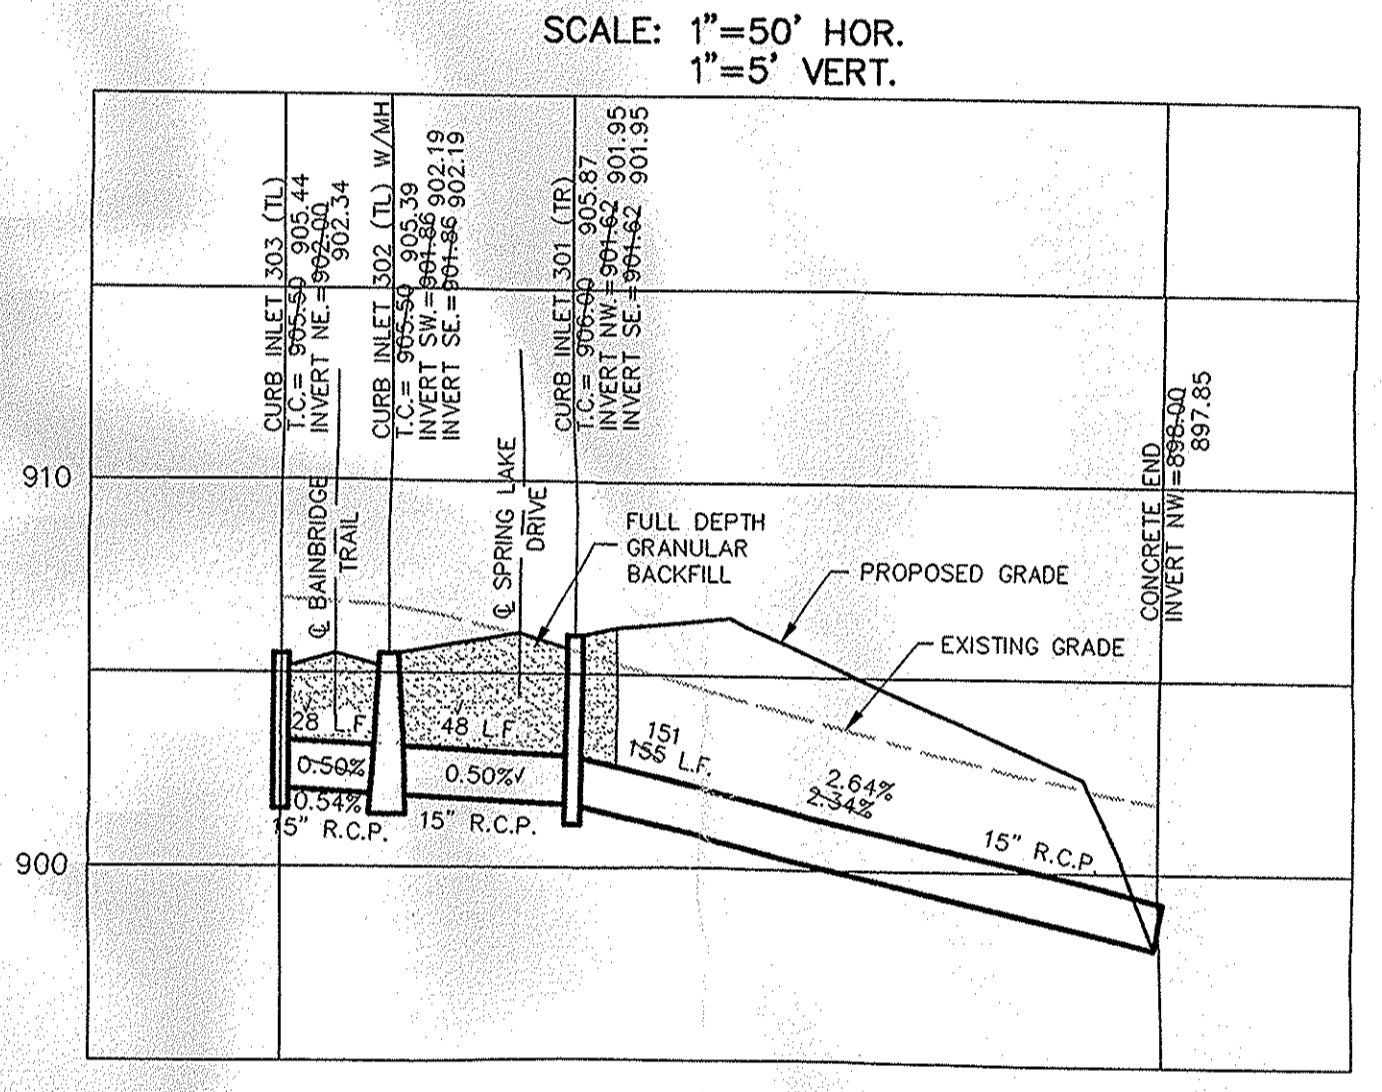 SCALE: 1"=50' HOR.
1"=5' VERT.
CURB INLET 303 (TL)
T.C.= 905.50 905.44
INVERT NE.=902.00
902.34
CURB INLET 302 (TL) W/MH
T.C.= 905.50 905.39
INVERT SW.=901.86 902.19
INVERT SE.=901.86 902.19
CURB INLET 301 (TR)
T.C.= 906.00 905.87
INVERT NW.=901.62 901.95
INVERT SE.=901.62 901.95
CONCRETE END
INVERT NW=898.00
897.85
910
℄ BAINBRIDGE
TRAIL
℄ SPRING LAKE
DRIVE
FULL DEPTH
GRANULAR
BACKFILL
PROPOSED GRADE
EXISTING GRADE
28 L.F.
48 L.F.
151
155 L.F.
0.50%
0.54%
15" R.C.P.
0.50%✓
15" R.C.P.
2.64%
2.34%
15" R.C.P.
900